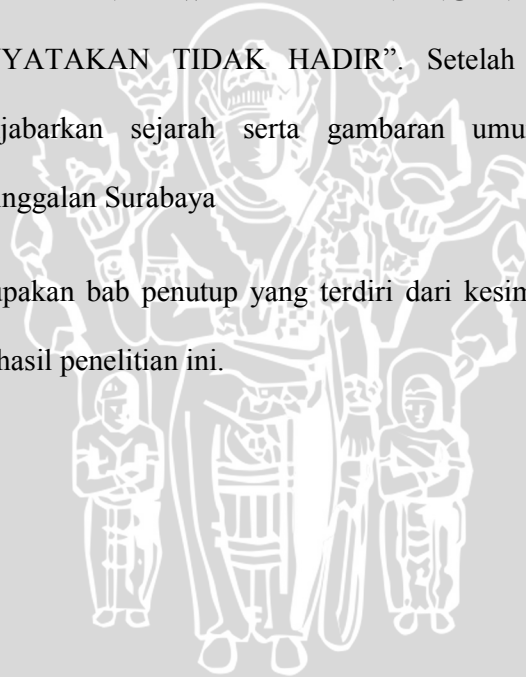 YATAKAN TIDAK HADIR”. Setelah
jabarkan sejarah serta gambaran umu
nggalan Surabaya
upakan bab penutup yang terdiri dari kesim
hasil penelitian ini.